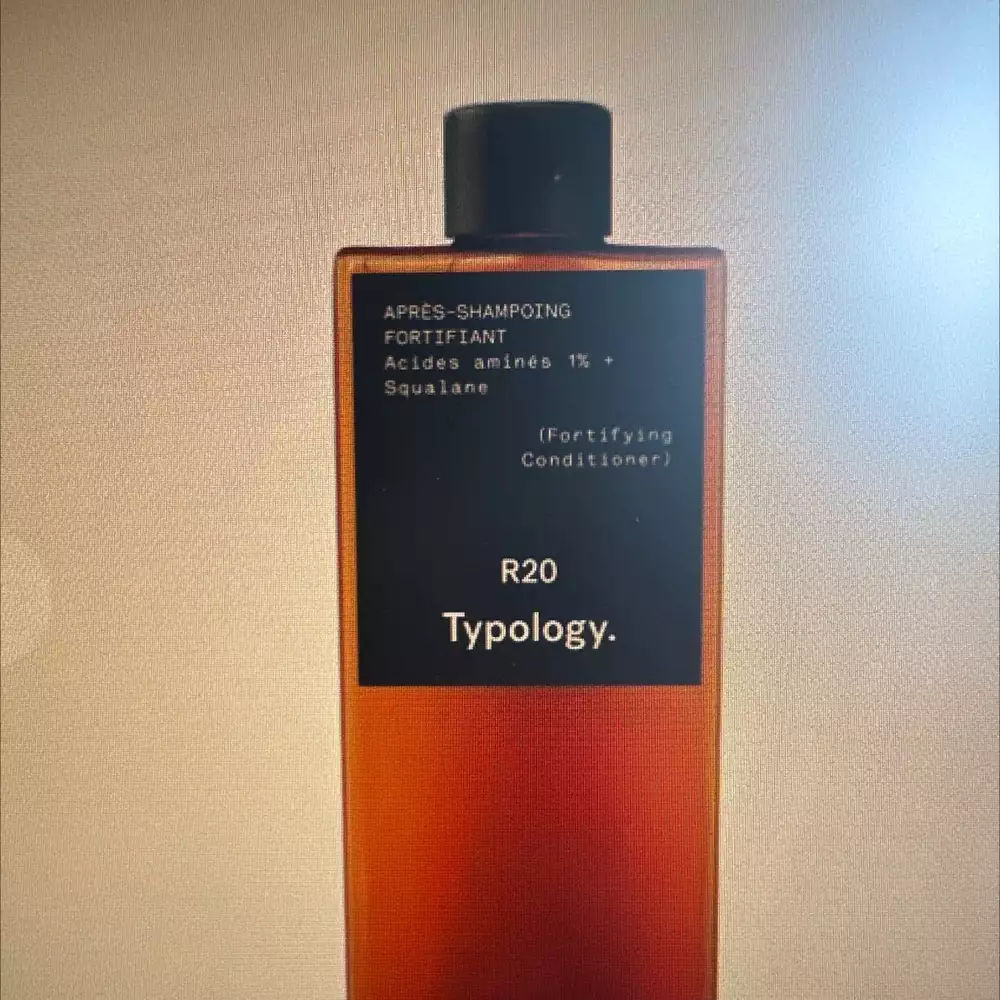 APRÈS-SHAMPOING
FORTIFIANT
Acides aminés 1% +
Squalane
(Fortifying
Conditioner)
R20
Typology.